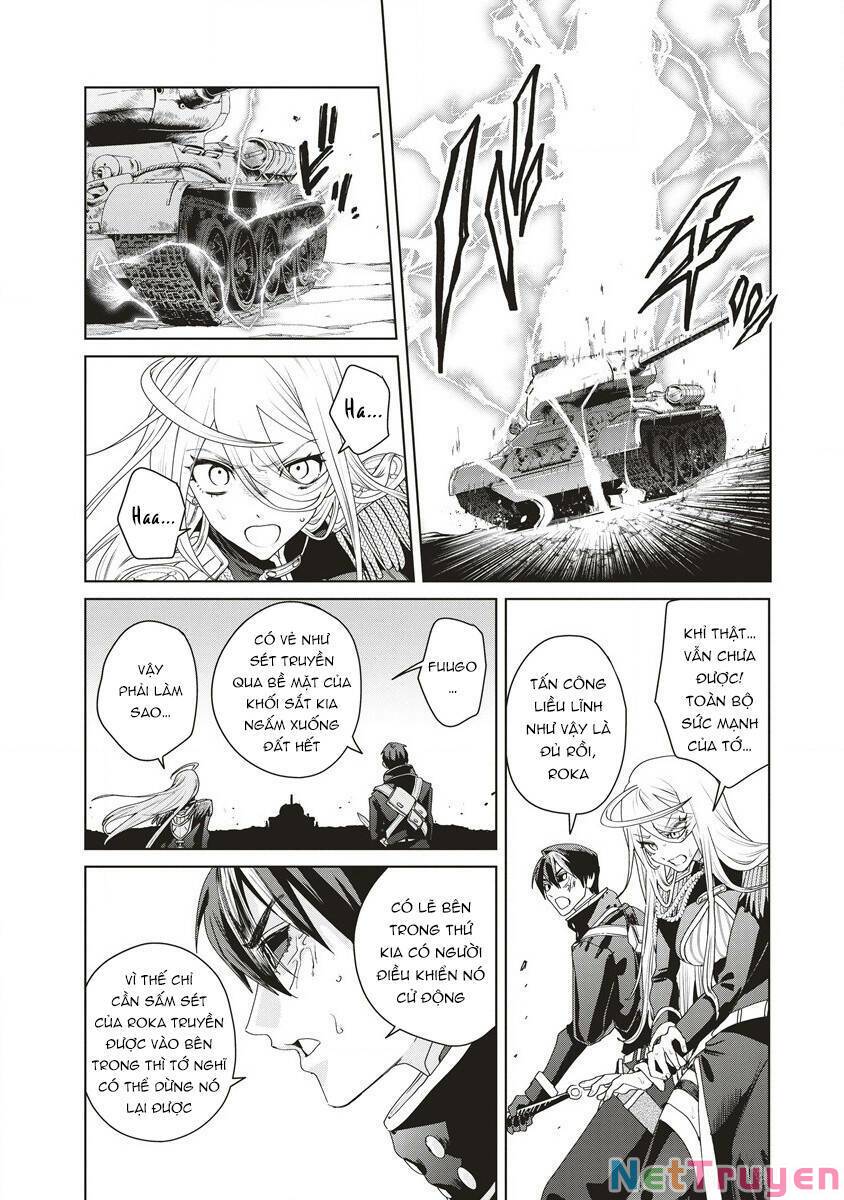 Ha...
Haa...
KHỈ THẬT...
VẪN CHƯA
ĐƯỢC!
TOÀN BỘ
SỨC MẠNH
CỦA TỚ...
TẤN CÔNG
LIỀU LĨNH
NHƯ VẬY LÀ
ĐỦ RỒI,
ROKA
FUUGO
...
CÓ VẺ NHƯ
SÉT TRUYỀN
QUA BỀ MẶT CỦA
KHỐI SẮT KIA
NGẤM XUỐNG
ĐẤT HẾT
VẬY
PHẢI LÀM
SAO...
CÓ LẼ BÊN
TRONG THỨ
KIA CÓ NGƯỜI
ĐIỀU KHIỂN NÓ
CỬ ĐỘNG
VÌ THẾ CHỈ
CẦN SẤM SÉT
CỦA ROKA TRUYỀN
ĐƯỢC VÀO BÊN
TRONG THÌ TỚ NGHĨ
CÓ THỂ DỪNG NÓ
LẠI ĐƯỢC
NetTruyen